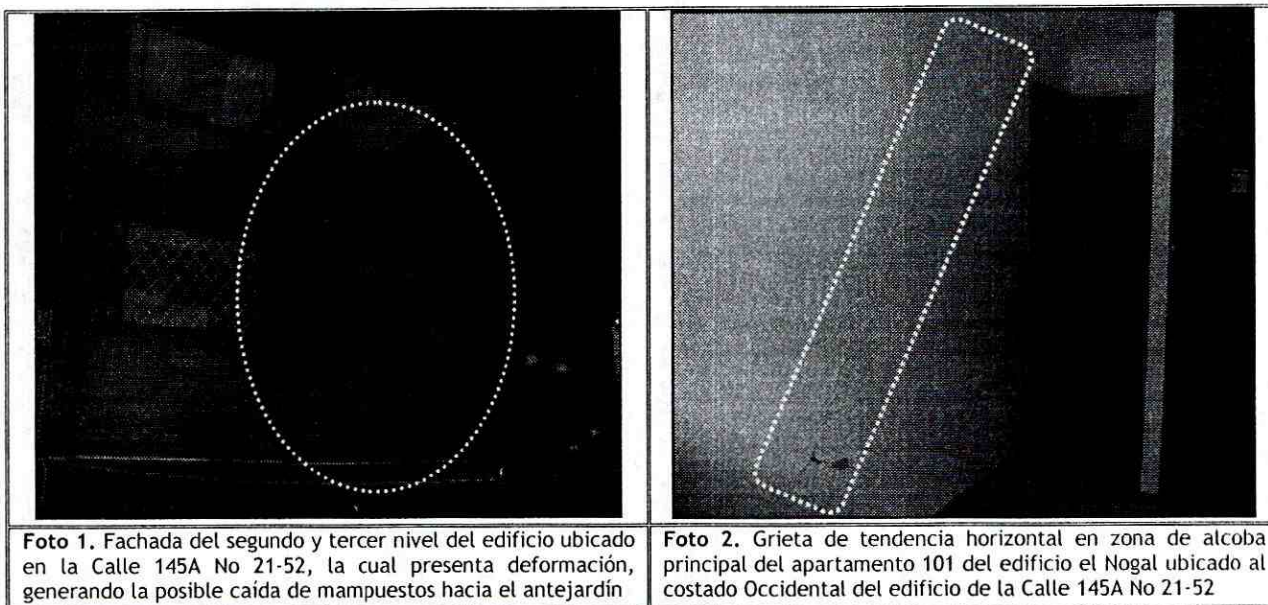 Foto 1. Fachada del segundo y tercer nivel del edificio ubicado
en la Calle 145A No 21-52, la cual presenta deformación,
generando la posible caída de mampuestos hacia el antejardín
Foto 2. Grieta de tendencia horizontal en zona de alcoba
principal del apartamento 101 del edificio el Nogal ubicado al
costado Occidental del edificio de la Calle 145A No 21-52